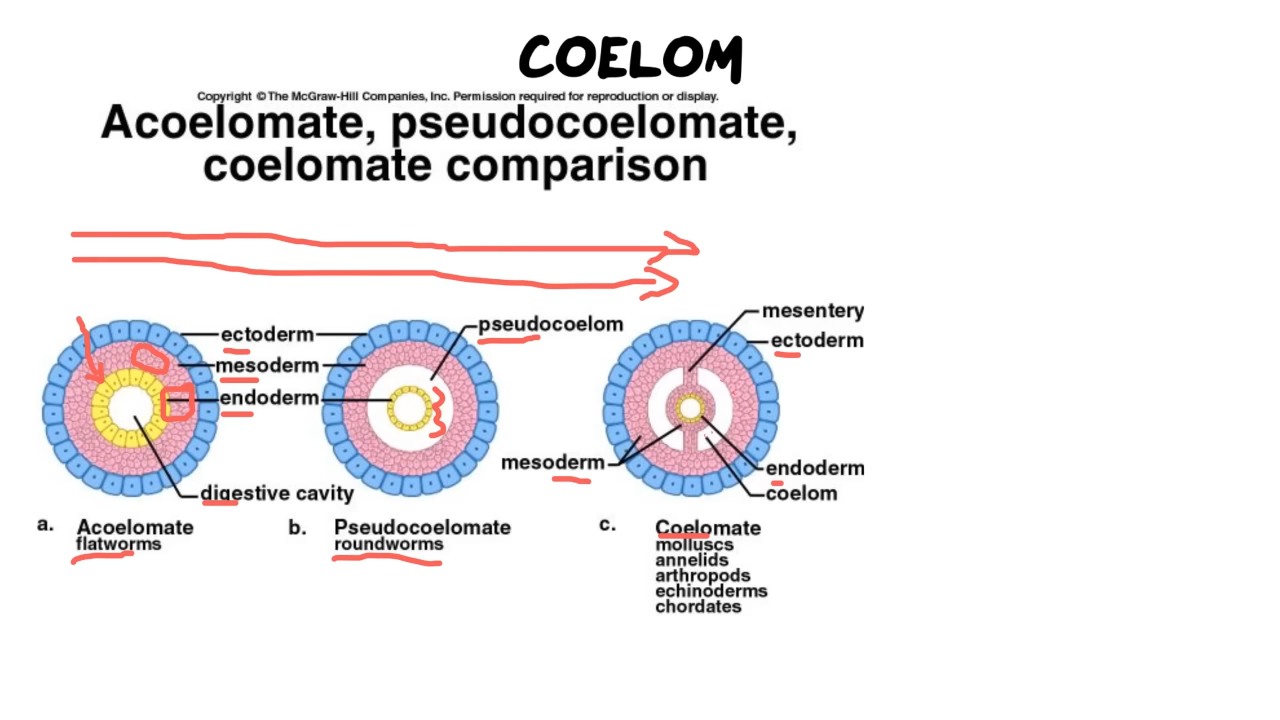 COELOM
Copyright © The McGraw-Hill Companies, Inc. Permission required for reproduction or display.
Acoelomate, pseudocoelomate,
coelomate comparison
mesentery
pseudocoelom
ectoderm
ectoderm
mesoderm
endoderm
mesoderm
endoderm
digestive cavity
coelom
a. Acoelomate
flatworms
b. Pseudocoelomate
roundworms
c. Coelomate
molluscs
annelids
arthropods
echinoderms
chordates